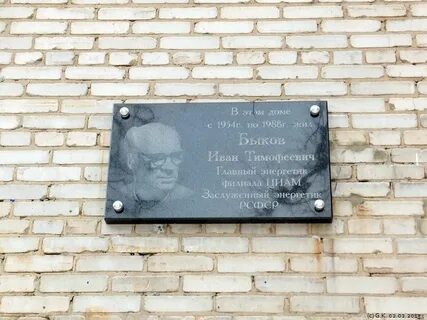 В этом доме
с 1954г. по 1988г. жил
Быков
Иван Тимофеевич
Главный энергетик
филиала ЦИАМ
Заслуженный энергетик
РСФСР
(c) G.K.